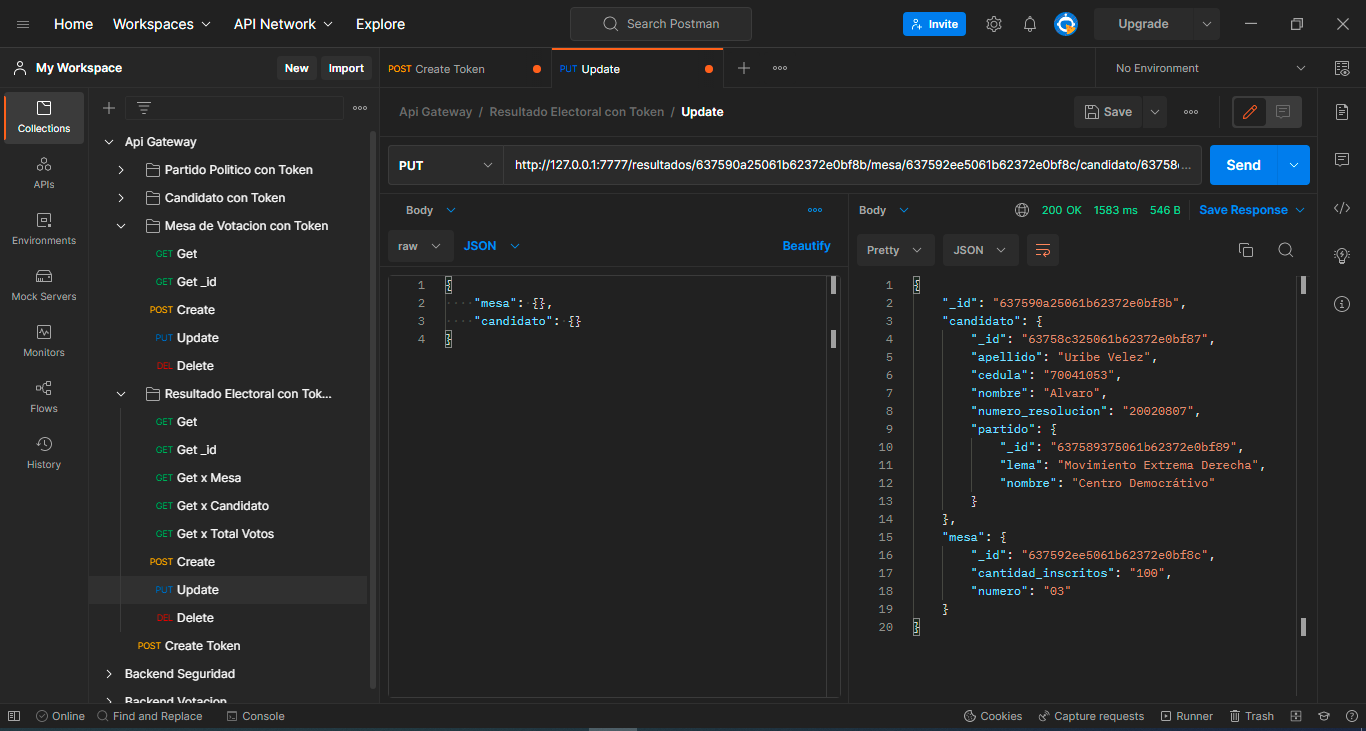 Home Workspaces API Network Explore Search Postman Invite Upgrade
My Workspace New Import POST Create Token PUT Update No Environment
Collections
APIs
Environments
Mock Servers
Monitors
Flows
History
Api Gateway
Partido Politico con Token
Candidato con Token
Mesa de Votacion con Token
GET Get
GET Get _id
POST Create
PUT Update
DEL Delete
Resultado Electoral con Tok...
GET Get
GET Get _id
GET Get x Mesa
GET Get x Candidato
GET Get x Total Votos
POST Create
PUT Update
DEL Delete
POST Create Token
Backend Seguridad
Backend Votacion
Api Gateway / Resultado Electoral con Token / Update Save
PUT http://127.0.0.1:7777/resultados/637590a25061b62372e0bf8b/mesa/637592ee5061b62372e0bf8c/candidato/63758c... Send
Body
raw JSON Beautify
1 {
2 "mesa": {},
3 "candidato": {}
4 }
Body 200 OK 1583 ms 546 B Save Response
Pretty JSON
1 {
2 "_id": "637590a25061b62372e0bf8b",
3 "candidato": {
4 "_id": "63758c325061b62372e0bf87",
5 "apellido": "Uribe Velez",
6 "cedula": "70041053",
7 "nombre": "Alvaro",
8 "numero_resolucion": "20020807",
9 "partido": {
10 "_id": "637589375061b62372e0bf89",
11 "lema": "Movimiento Extrema Derecha",
12 "nombre": "Centro Democrátivo"
13 }
14 },
15 "mesa": {
16 "_id": "637592ee5061b62372e0bf8c",
17 "cantidad_inscritos": "100",
18 "numero": "03"
19 }
20 }
Online Find and Replace Console Cookies Capture requests Runner Trash